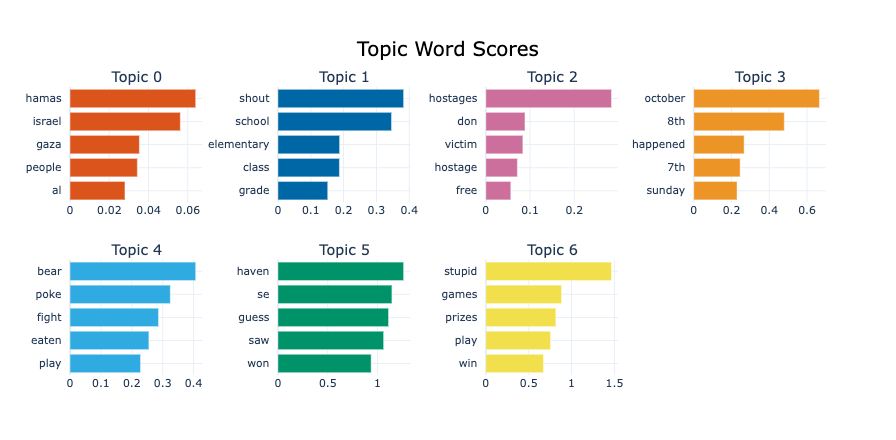 Topic Word Scores
Topic 0
Topic 1
Topic 2
Topic 3
hamas
israel
gaza
people
al
0 0.02 0.04 0.06
shout
school
elementary
class
grade
0 0.1 0.2 0.3 0.4
hostages
don
victim
hostage
free
0 0.1 0.2
october
8th
happened
7th
sunday
0 0.2 0.4 0.6
Topic 4
Topic 5
Topic 6
bear
poke
fight
eaten
play
0 0.1 0.2 0.3 0.4
haven
se
guess
saw
won
0 0.5 1
stupid
games
prizes
play
win
0 0.5 1 1.5